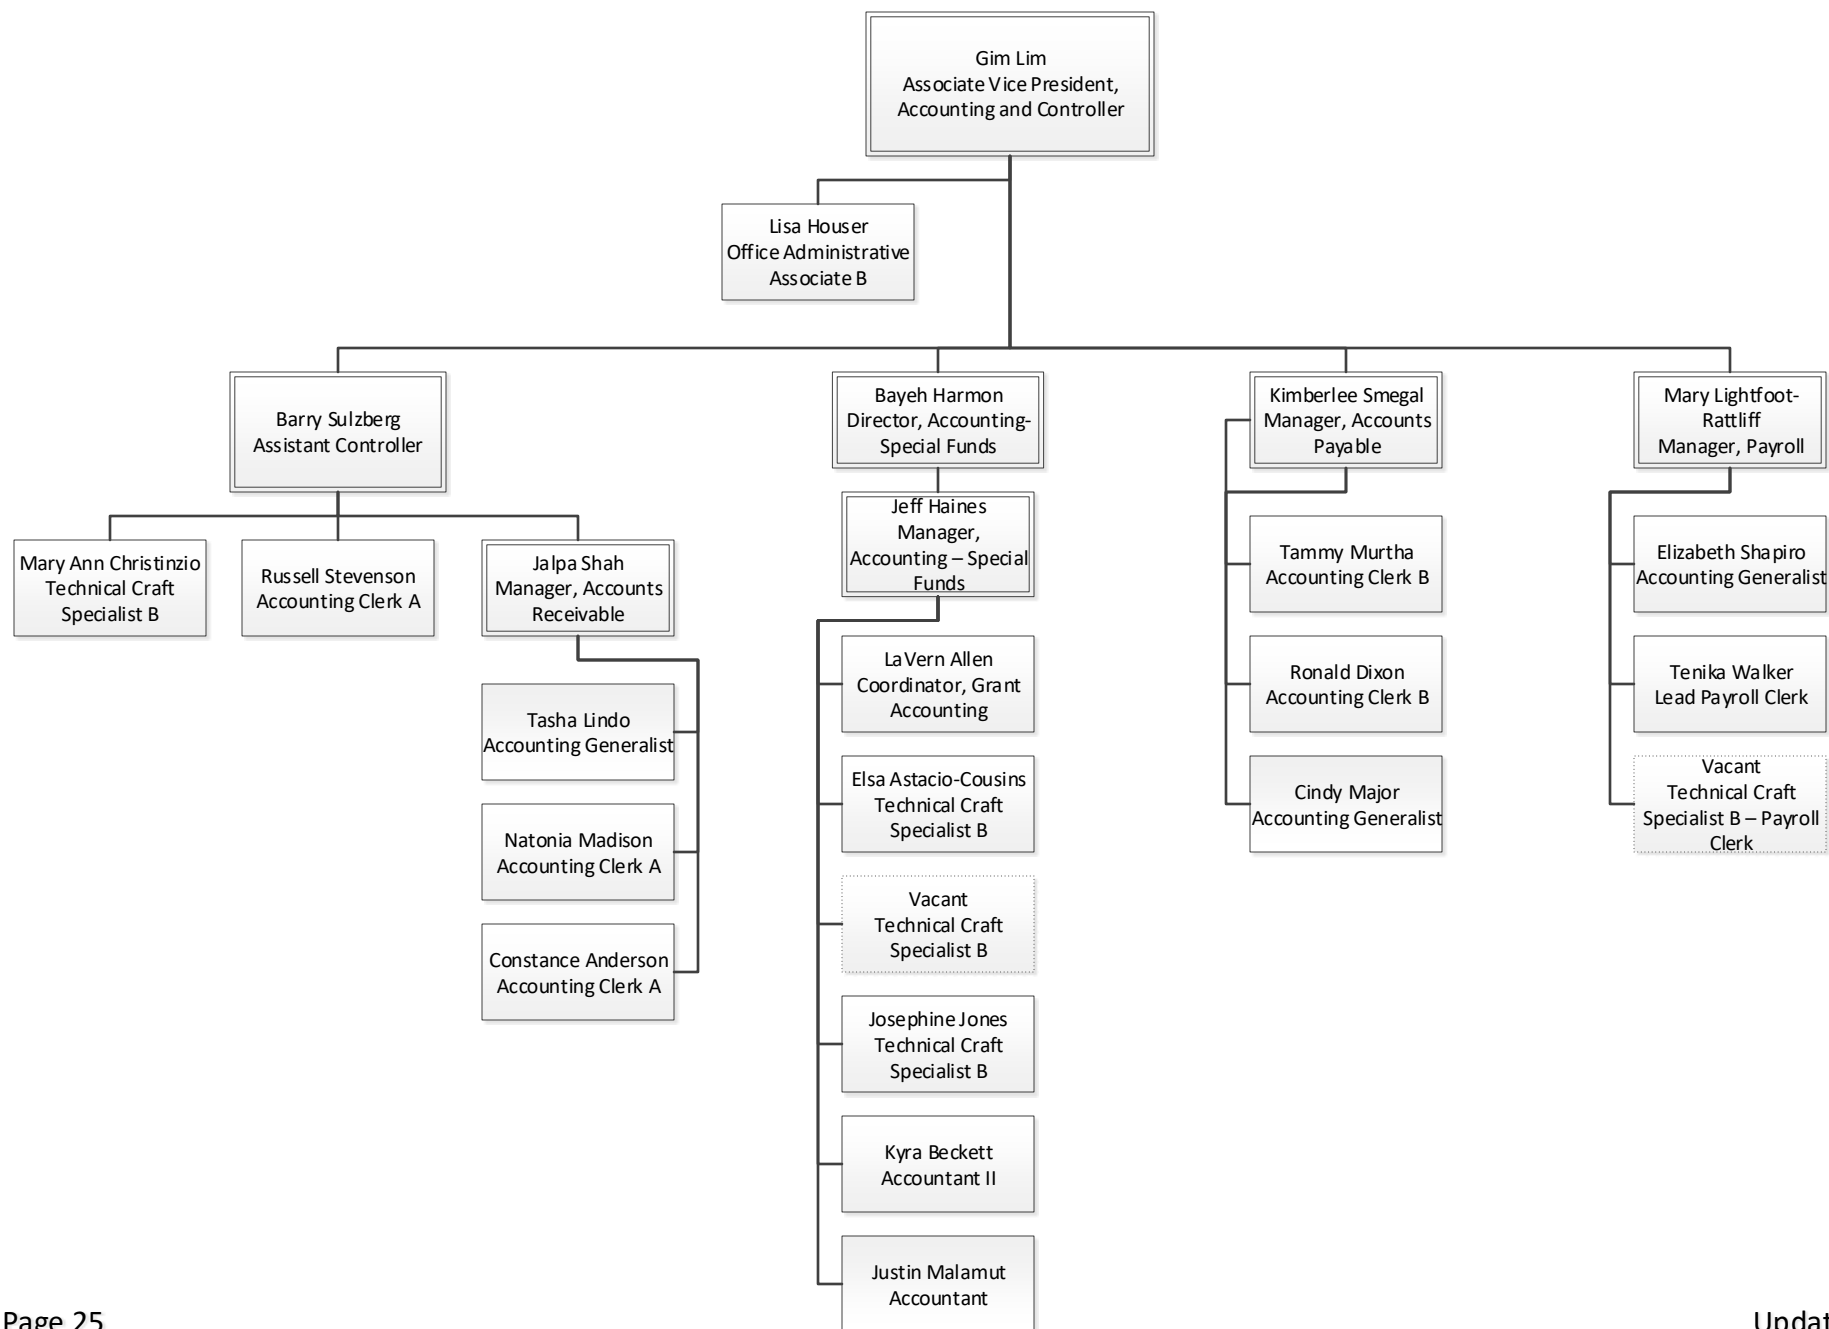 Gim Lim
Associate Vice President,
Accounting and Controller
Lisa Houser
Office Administrative
Associate B
Barry Sulzberg
Assistant Controller
Mary Ann Christinzio
Technical Craft
Specialist B
Russell Stevenson
Accounting Clerk A
Jalpa Shah
Manager, Accounts
Receivable
Tasha Lindo
Accounting Generalist
Natonia Madison
Accounting Clerk A
Constance Anderson
Accounting Clerk A
Bayeh Harmon
Director, Accounting-
Special Funds
Jeff Haines
Manager,
Accounting – Special
Funds
LaVern Allen
Coordinator, Grant
Accounting
Elsa Astacio-Cousins
Technical Craft
Specialist B
Vacant
Technical Craft
Specialist B
Josephine Jones
Technical Craft
Specialist B
Kyra Beckett
Accountant II
Justin Malamut
Accountant
Kimberlee Smegal
Manager, Accounts
Payable
Tammy Murtha
Accounting Clerk B
Ronald Dixon
Accounting Clerk B
Cindy Major
Accounting Generalist
Mary Lightfoot-
Rattliff
Manager, Payroll
Elizabeth Shapiro
Accounting Generalist
Tenika Walker
Lead Payroll Clerk
Vacant
Technical Craft
Specialist B – Payroll
Clerk
Page 25